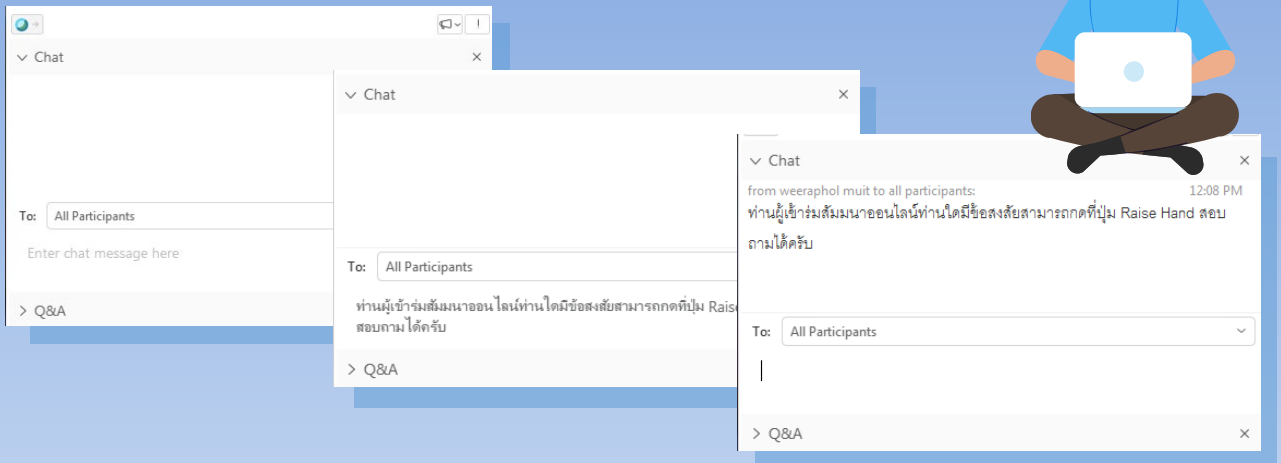 Chat
To: All Participants
Enter chat message here
Q&A
Chat
To: All Participants
ท่านผู้เข้าร่มสัมมนาออนไลน์ท่านใดมีข้อสงสัยสามารถกดที่ปุ่ม Rais
สอบถามได้ครับ
Q&A
Chat
from weeraphol muit to all participants: 12:08 PM
ท่านผู้เข้าร่มสัมมนาออนไลน์ท่านใดมีข้อสงสัยสามารถกดที่ปุ่ม Raise Hand สอบ
ถามได้ครับ
To: All Participants
Q&A